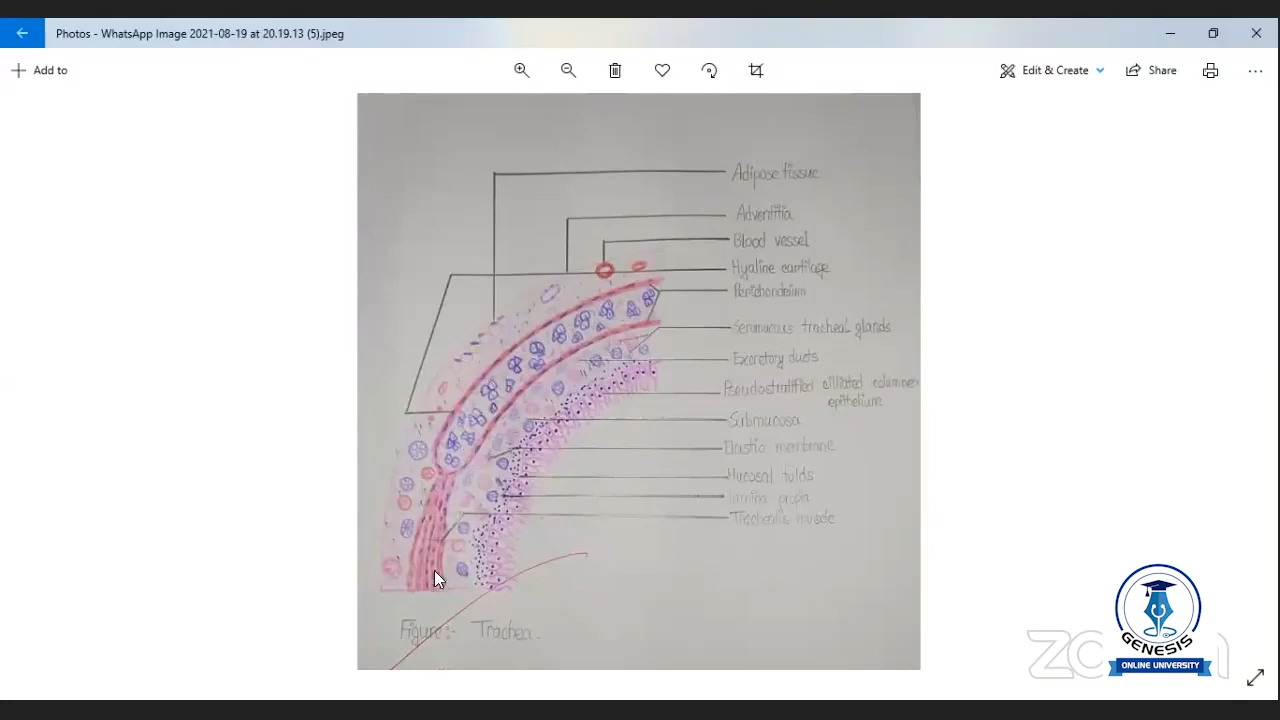 Photos - WhatsApp Image 2021-08-19 at 20.19.13 (5).jpeg
Add to
Edit & Create
Share
Adipose tissue
Adventitia
Blood vessel
Hyaline cartilage
Perichondrium
Seromucous tracheal glands
Excretory ducts
Pseudostratified ciliated columnar
epithelium
Submucosa
Elastic membrane
Mucosal folds
lamina propia
Trachealis muscle
Figure:- Trachea.
zoom
GENESIS
ONLINE UNIVERSITY